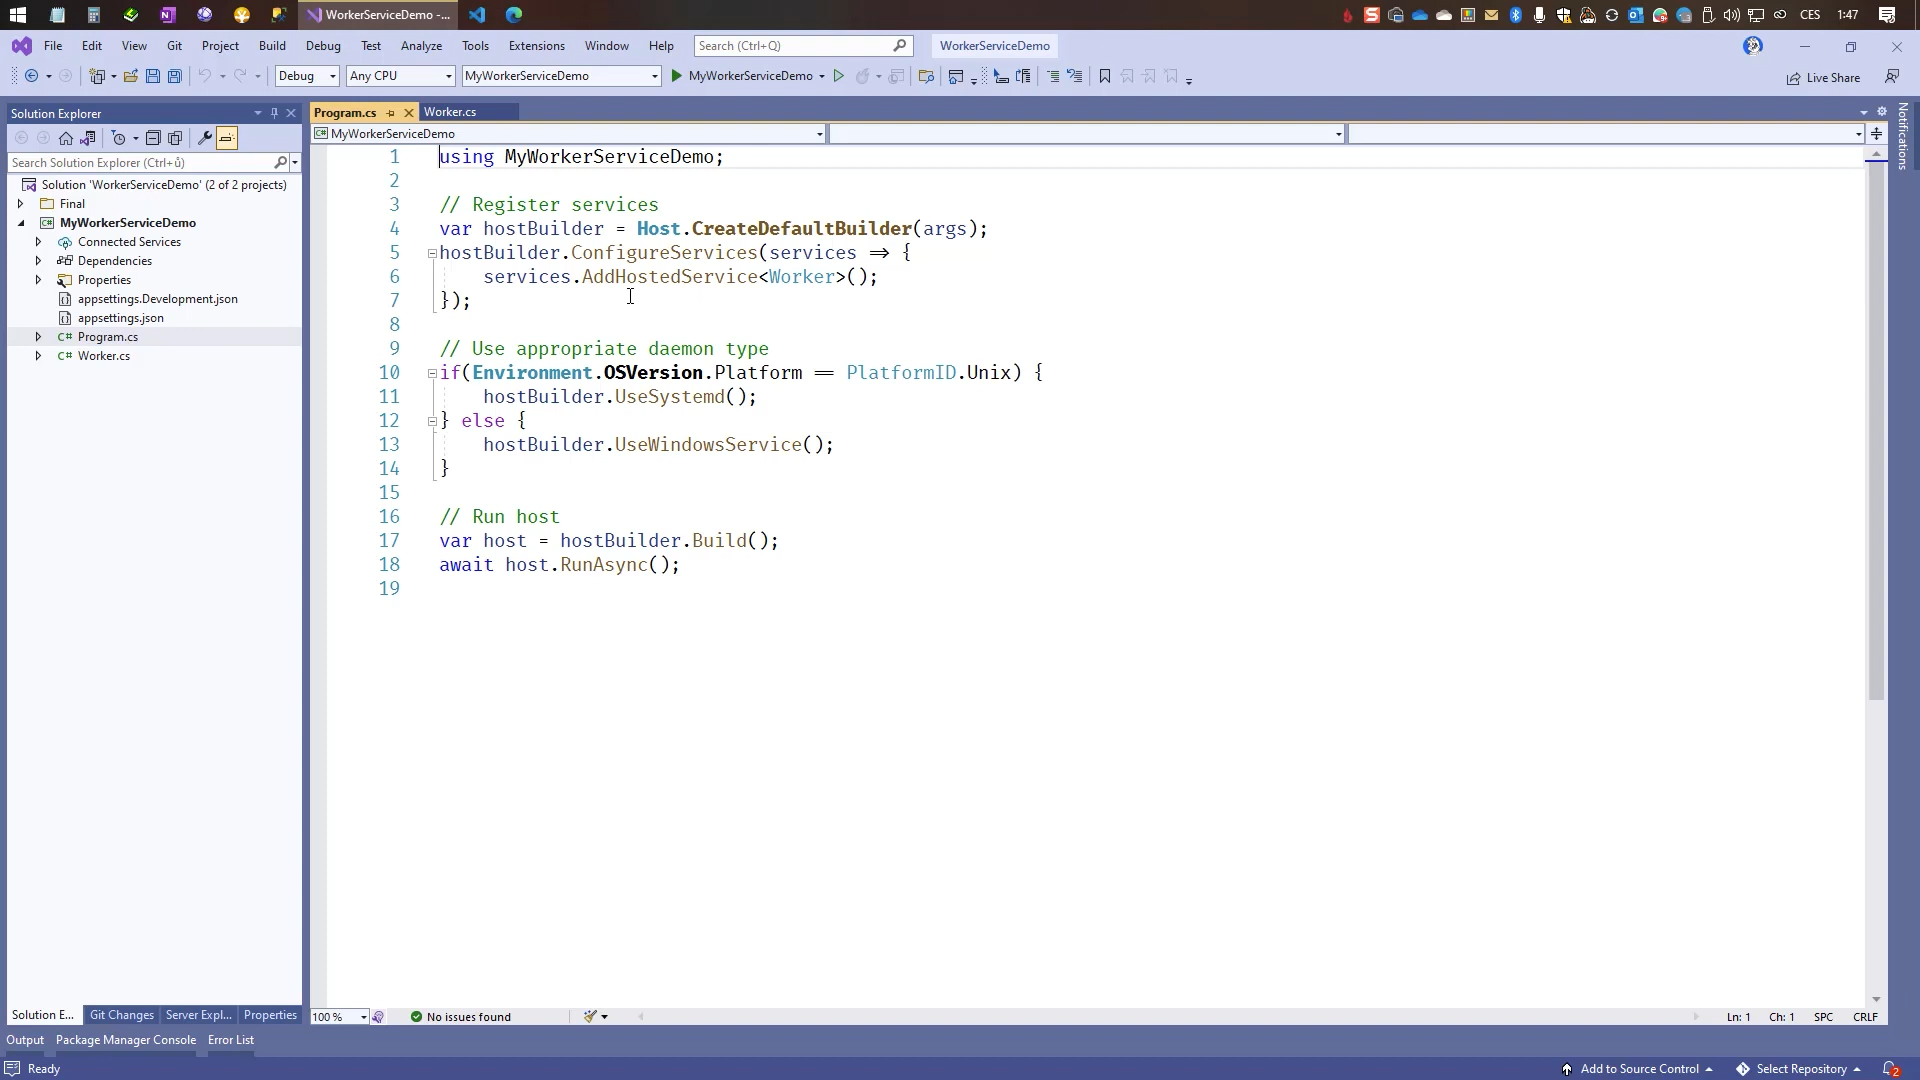 WorkerServiceDemo -...
CES 1:47
File Edit View Git Project Build Debug Test Analyze Tools Extensions Window Help Search (Ctrl+Q) WorkerServiceDemo
Debug Any CPU MyWorkerServiceDemo MyWorkerServiceDemo Live Share
Solution Explorer
Search Solution Explorer (Ctrl+ů)
Solution 'WorkerServiceDemo' (2 of 2 projects)
Final
MyWorkerServiceDemo
Connected Services
Dependencies
Properties
appsettings.Development.json
appsettings.json
C# Program.cs
C# Worker.cs
Program.cs Worker.cs
C# MyWorkerServiceDemo
Notifications
1 using MyWorkerServiceDemo;
2
3 // Register services
4 var hostBuilder = Host.CreateDefaultBuilder(args);
5 hostBuilder.ConfigureServices(services => {
6 services.AddHostedService<Worker>();
7 });
8
9 // Use appropriate daemon type
10 if(Environment.OSVersion.Platform == PlatformID.Unix) {
11 hostBuilder.UseSystemd();
12 } else {
13 hostBuilder.UseWindowsService();
14 }
15
16 // Run host
17 var host = hostBuilder.Build();
18 await host.RunAsync();
19
Solution E... Git Changes Server Expl... Properties
100 % No issues found Ln: 1 Ch: 1 SPC CRLF
Output Package Manager Console Error List
Ready Add to Source Control Select Repository 2